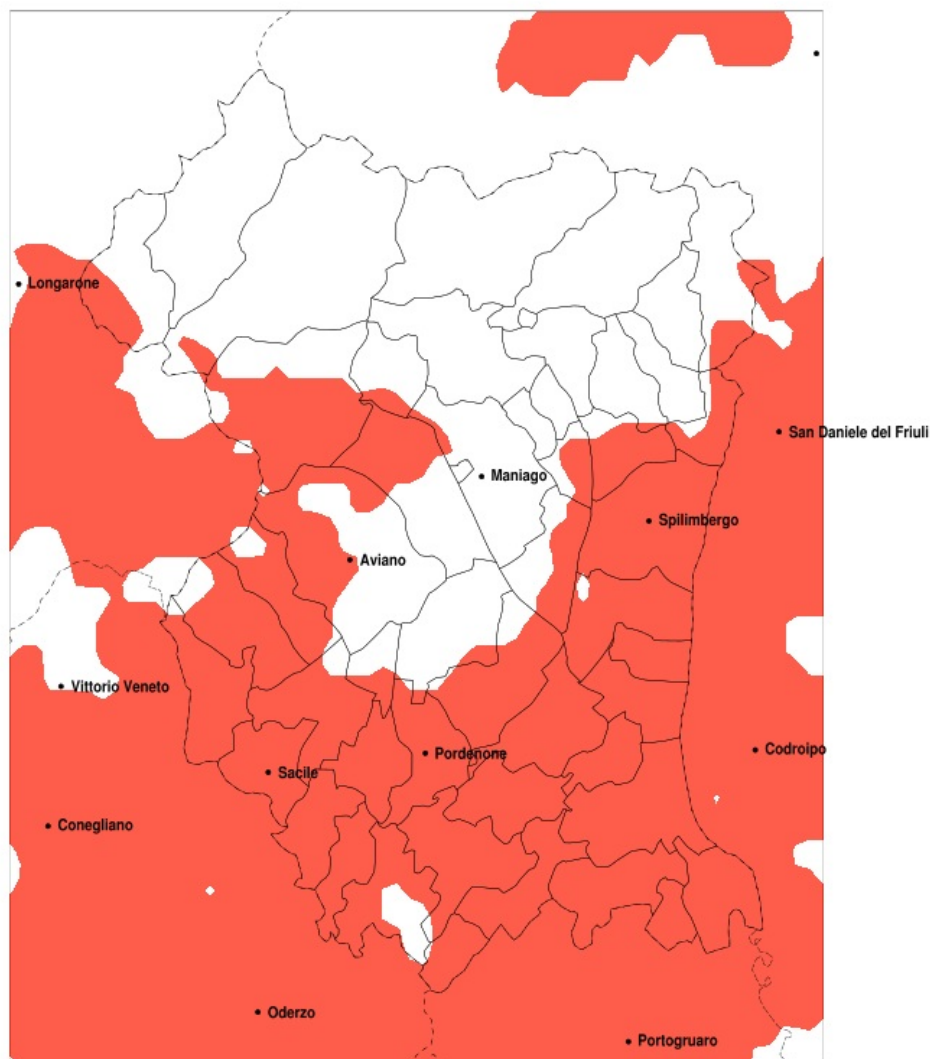 Longarone
San Daniele del Friuli
Maniago
Spilimbergo
Aviano
Vittorio Veneto
Codroipo
Pordenone
Sacile
Conegliano
Oderzo
Portogruaro